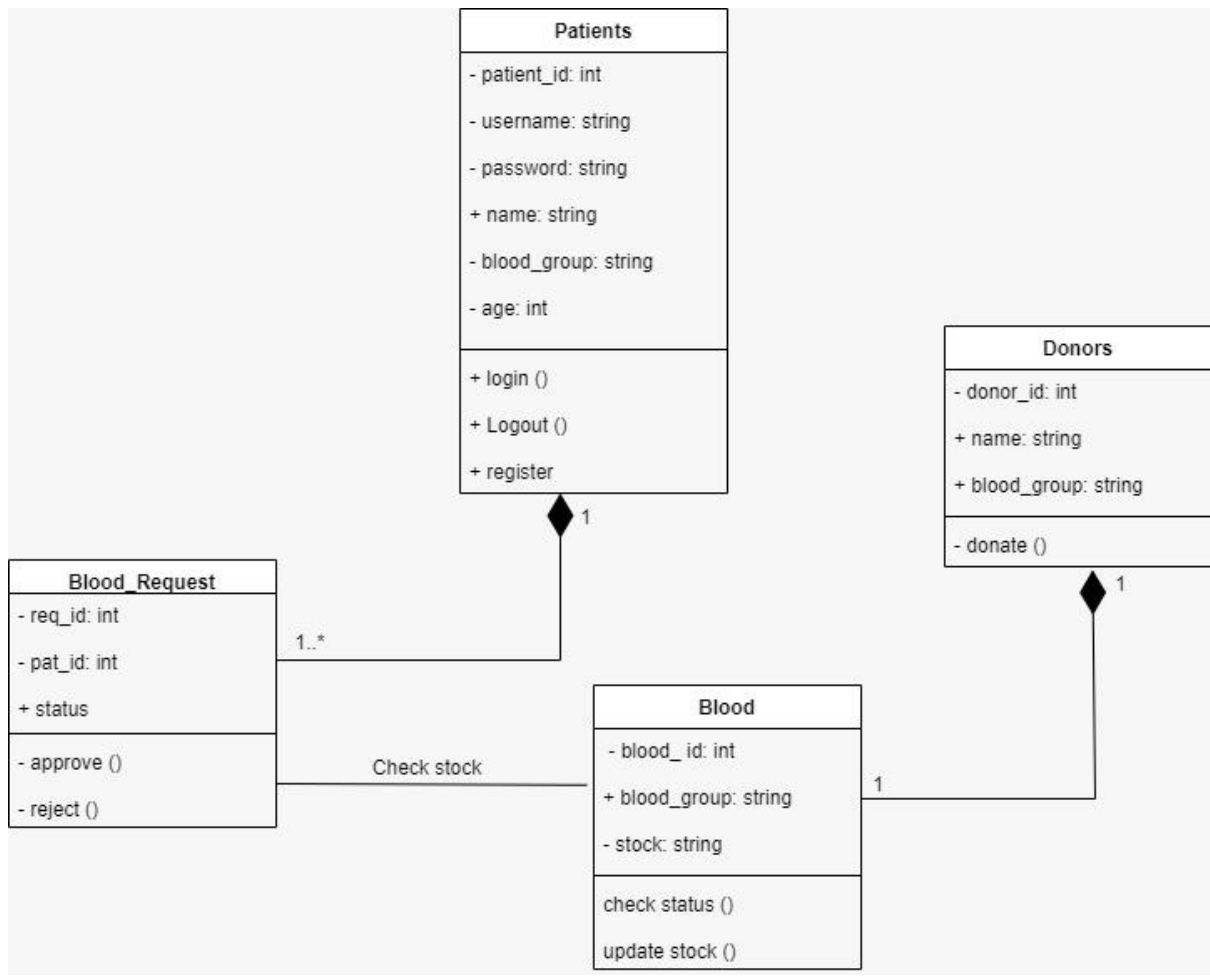 Patients
- patient_id: int
- username: string
- password: string
+ name: string
- blood_group: string
- age: int
+ login ()
+ Logout ()
+ register
1
Donors
- donor_id: int
+ name: string
+ blood_group: string
- donate ()
1
Blood_Request
- req_id: int
- pat_id: int
+ status
- approve ()
- reject ()
1..*
Check stock
Blood
- blood_ id: int
+ blood_group: string
- stock: string
check status ()
update stock ()
1